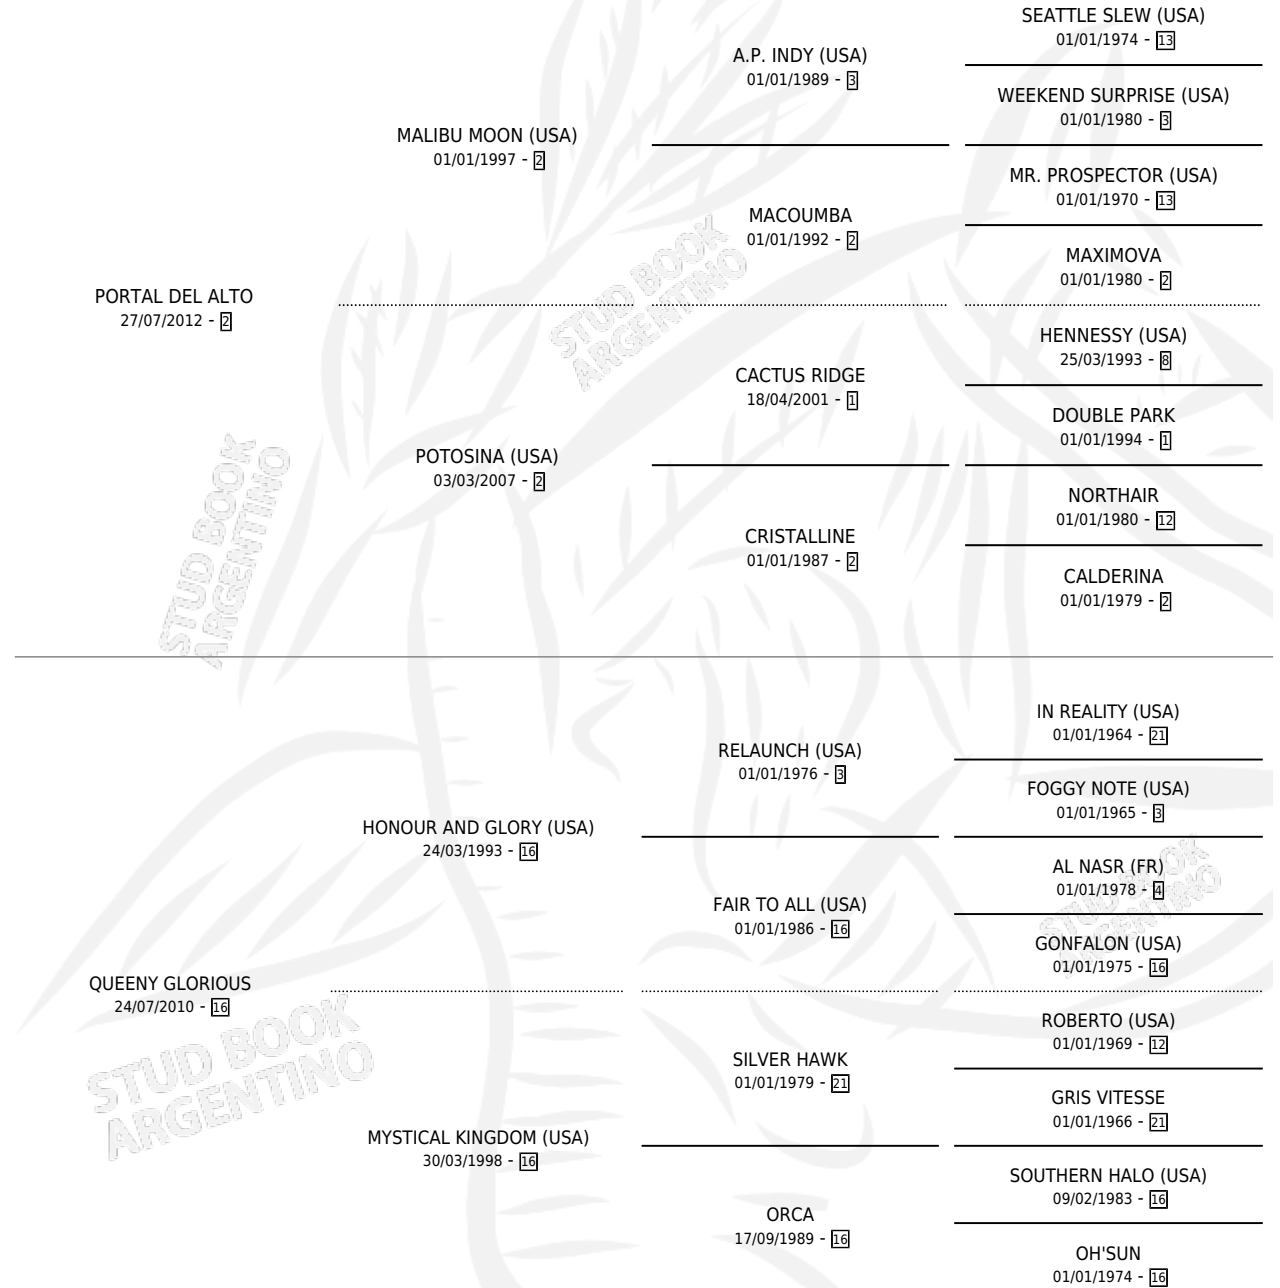 SEATTLE SLEW (USA)
01/01/1974 - 13
A.P. INDY (USA)
01/01/1989 - 3
WEEKEND SURPRISE (USA)
01/01/1980 - 3
MALIBU MOON (USA)
01/01/1997 - 2
MR. PROSPECTOR (USA)
01/01/1970 - 13
MACOUMBA
01/01/1992 - 2
MAXIMOVA
01/01/1980 - 2
PORTAL DEL ALTO
27/07/2012 - 2
HENNESSY (USA)
25/03/1993 - 8
CACTUS RIDGE
18/04/2001 - 1
DOUBLE PARK
01/01/1994 - 1
POTOSINA (USA)
03/03/2007 - 2
NORTHAIR
01/01/1980 - 12
CRISTALLINE
01/01/1987 - 2
CALDERINA
01/01/1979 - 2
IN REALITY (USA)
01/01/1964 - 21
RELAUNCH (USA)
01/01/1976 - 3
FOGGY NOTE (USA)
01/01/1965 - 3
HONOUR AND GLORY (USA)
24/03/1993 - 16
AL NASR (FR)
01/01/1978 - 4
FAIR TO ALL (USA)
01/01/1986 - 16
GONFALON (USA)
01/01/1975 - 16
QUEENY GLORIOUS
24/07/2010 - 16
ROBERTO (USA)
01/01/1969 - 12
SILVER HAWK
01/01/1979 - 21
GRIS VITESSE
01/01/1966 - 21
MYSTICAL KINGDOM (USA)
30/03/1998 - 16
SOUTHERN HALO (USA)
09/02/1983 - 16
ORCA
17/09/1989 - 16
OH'SUN
01/01/1974 - 16
STUD BOOK
ARGENTINO
STUD BOOK
ARGENTINO
STUD BOOK
ARGENTINO
STUD BOOK
ARGENTINO